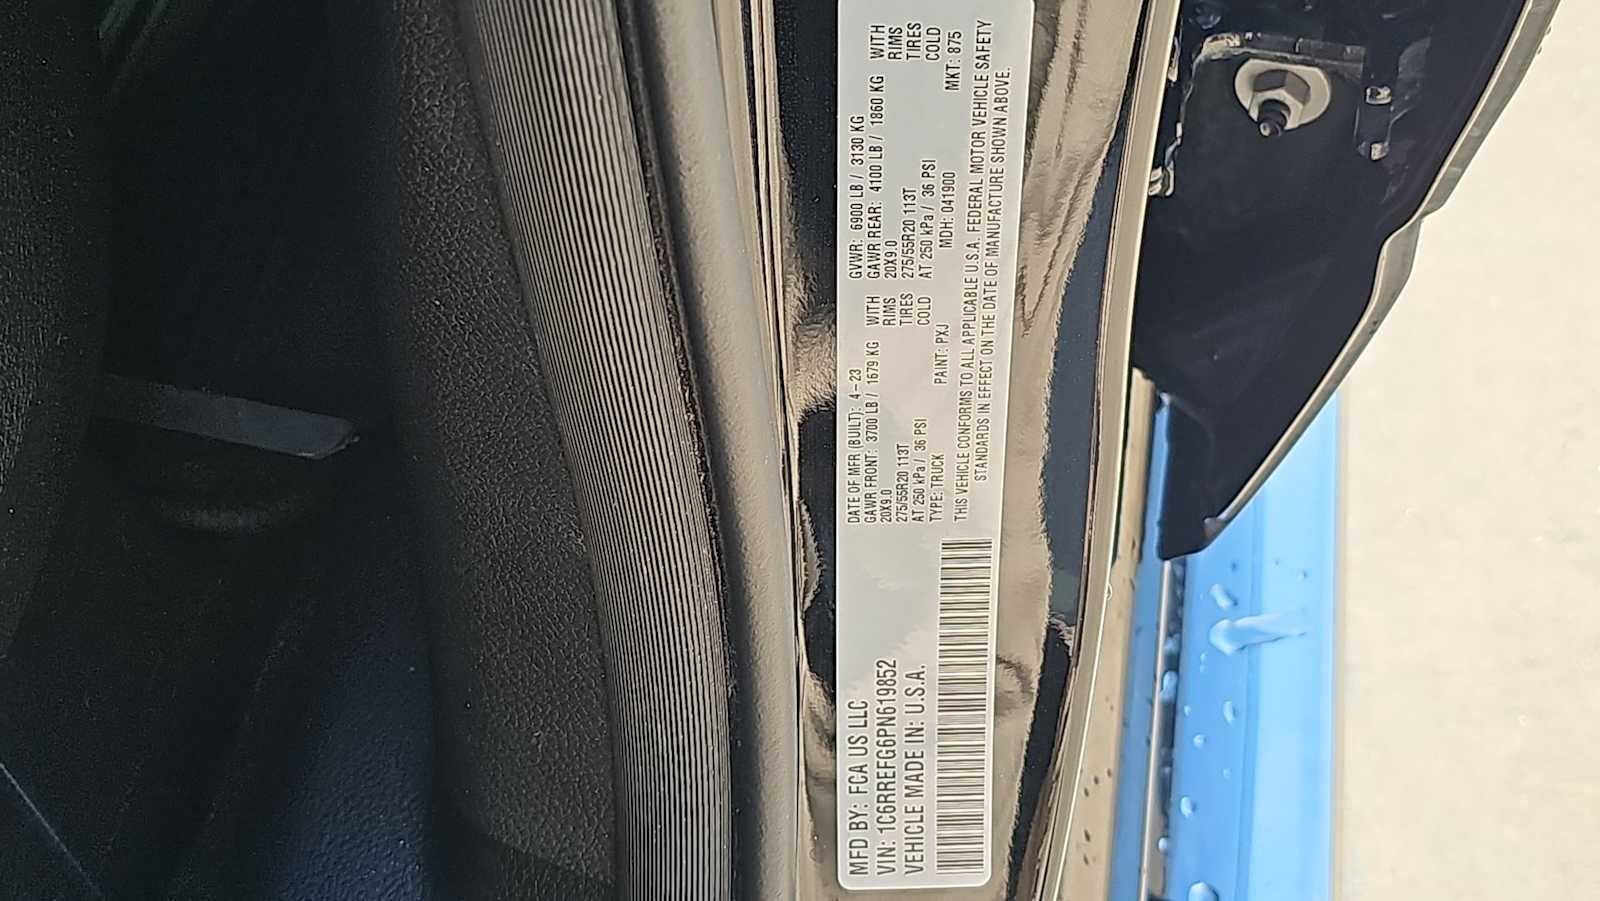 MFD BY: FCA US LLC
VIN: 1C6RREFG6PN619852
VEHICLE MADE IN: U.S.A.
DATE OF MFR (BUILT): 4-23 GVWR: 6900 LB / 3130 KG
GAWR FRONT: 3700 LB / 1679 KG WITH GAWR REAR: 4100 LB / 1860 KG WITH
20X9.0 RIMS 20X9.0 RIMS
275/55R20 113T TIRES 275/55R20 113T TIRES
AT 250 kPa / 36 PSI COLD AT 250 kPa / 36 PSI COLD
TYPE: TRUCK PAINT: PXJ MDH: 041900 MKT: 875
THIS VEHICLE CONFORMS TO ALL APPLICABLE U.S.A. FEDERAL MOTOR VEHICLE SAFETY
STANDARDS IN EFFECT ON THE DATE OF MANUFACTURE SHOWN ABOVE.